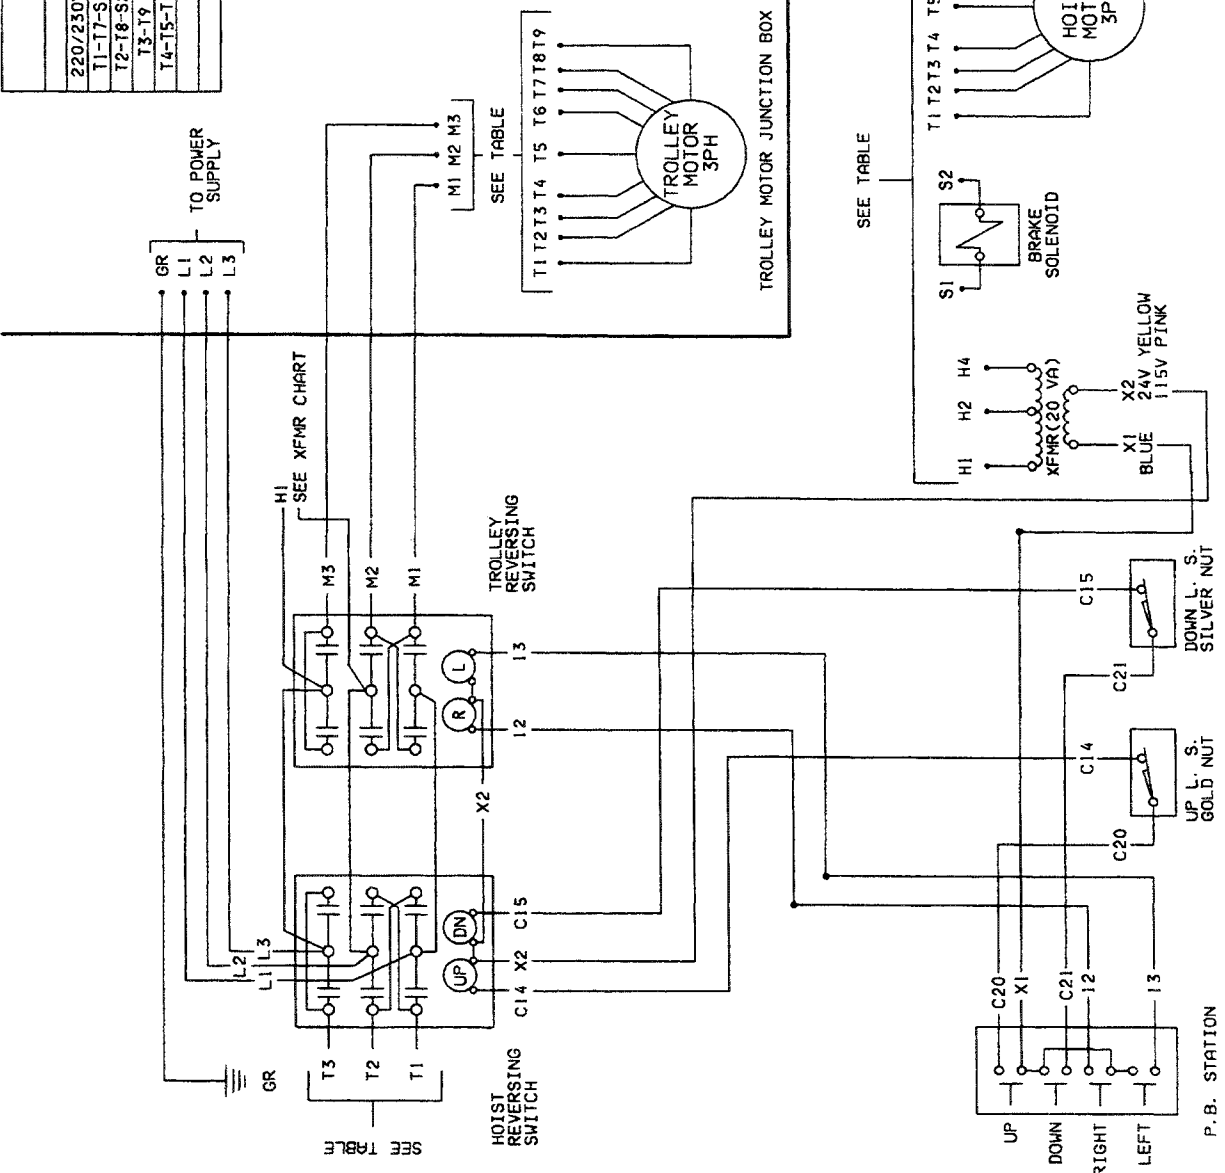 220/230
T1-T7-S
T2-T8-S
T3-T9
T4-T5-T
TO POWER
SUPPLY
GR
L1
L2
L3
M1 M2 M3
SEE TABLE
T1 T2 T3 T4 T5 T6 T7 T8 T9
TROLLEY
MOTOR
3PH
TROLLEY MOTOR JUNCTION BOX
SEE TABLE
T1 T2 T3 T4 T5
HOI
MOT
3P
S1
S2
BRAKE
SOLENOID
H1
H2
H4
XFMR(20 VA)
X1
BLUE
X2
24V YELLOW
115V PINK
H1
SEE XFMR CHART
M3
M2
M1
TROLLEY
REVERSING
SWITCH
R
L
12
13
X2
L1
L2
L3
UP
DN
C14
X2
C15
T3
T2
T1
GR
SEE TABLE
HOIST
REVERSING
SWITCH
C15
C21
DOWN L. S.
SILVER NUT
C14
C20
UP L. S.
GOLD NUT
C20
X1
C21
12
13
UP
DOWN
RIGHT
LEFT
P.B. STATION